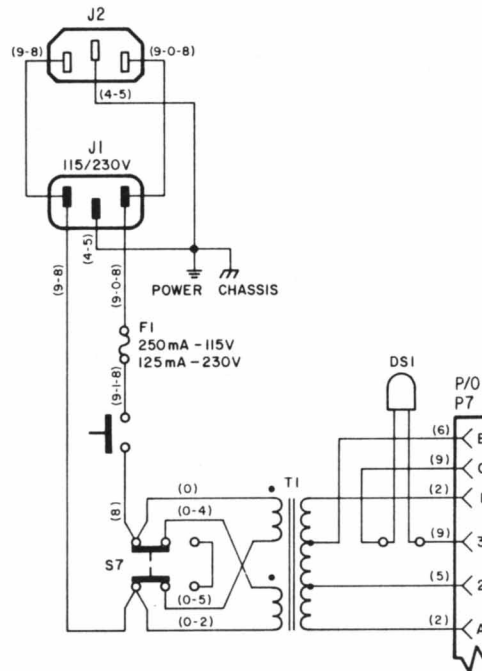 J2
(9-8)
(9-0-8)
(4-5)
J1
115/230V
(9-8)
(4-5)
(9-0-8)
POWER CHASSIS
F1
250mA-115V
125mA-230V
(9-1-8)
DS1
P/O
P7
(6)
(9)
(2)
(9) 3
(5) 2
(2) A
(8)
(0)
T1
(0-4)
S7
(0-5)
(0-2)